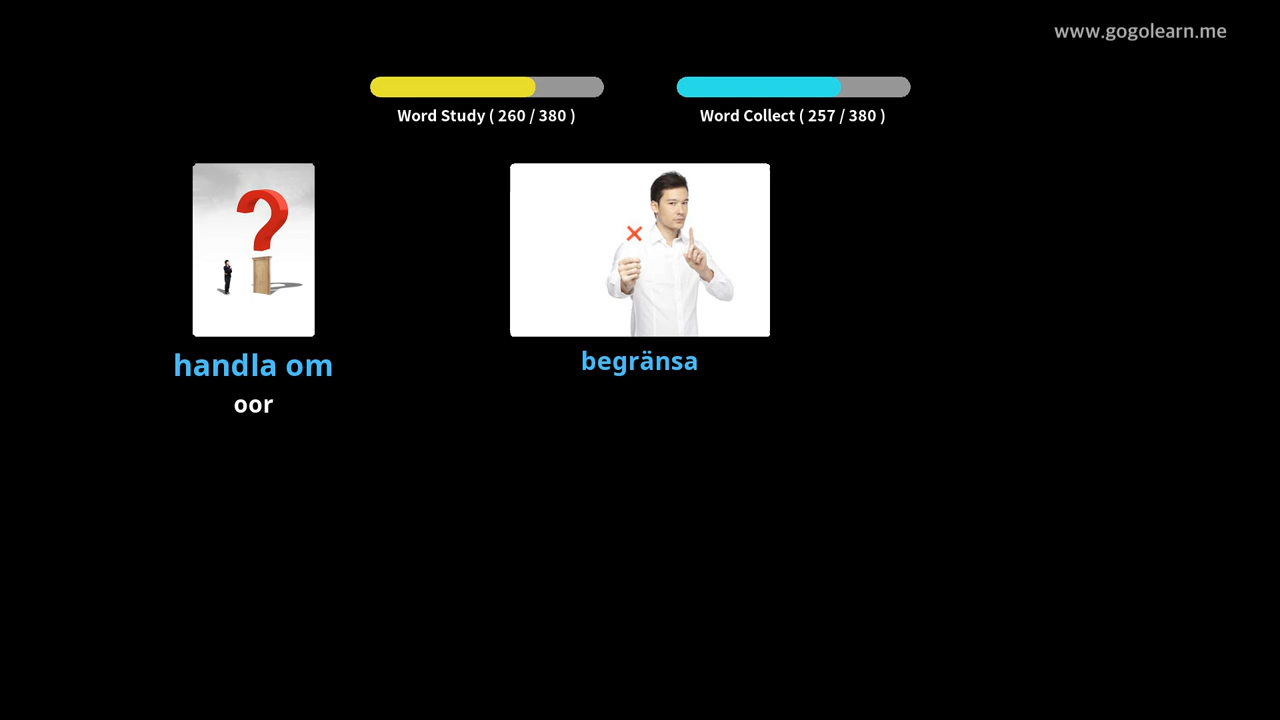 www.gogolearn.me
Word Study ( 260 / 380 )
Word Collect ( 257 / 380 )
handla om
oor
begränsa